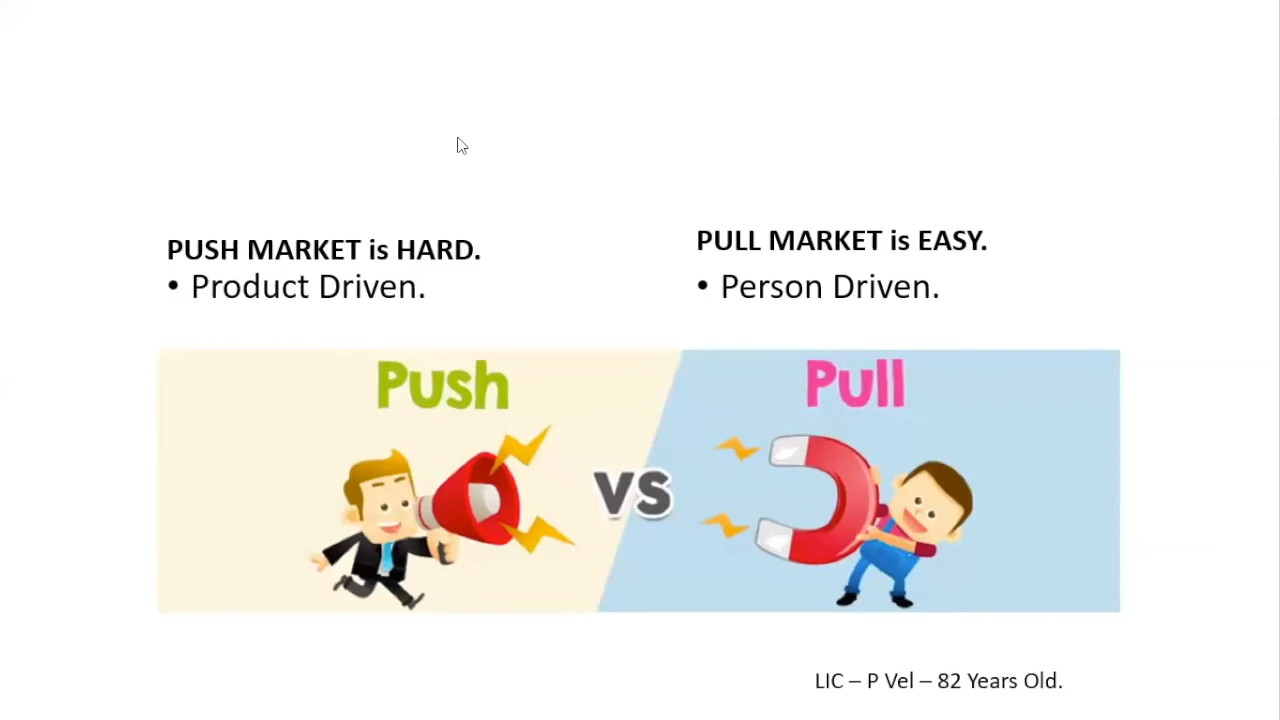 PUSH MARKET is HARD.
• Product Driven.
PULL MARKET is EASY.
• Person Driven.
Push
vs
Pull
LIC – P Vel – 82 Years Old.